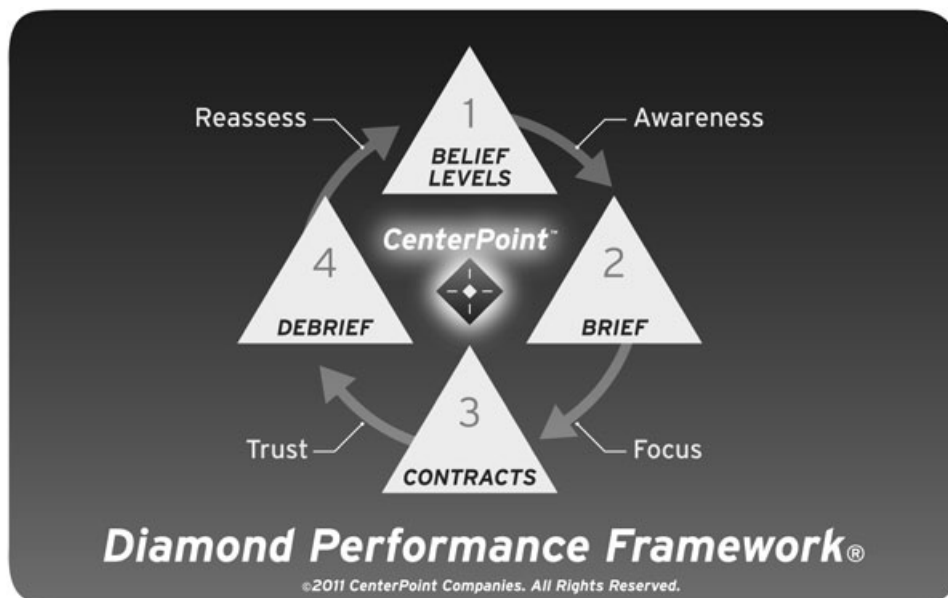 1
BELIEF
LEVELS
Reassess
Awareness
CenterPoint™
4
DEBRIEF
2
BRIEF
3
CONTRACTS
Trust
Focus
Diamond Performance Framework®
©2011 CenterPoint Companies. All Rights Reserved.